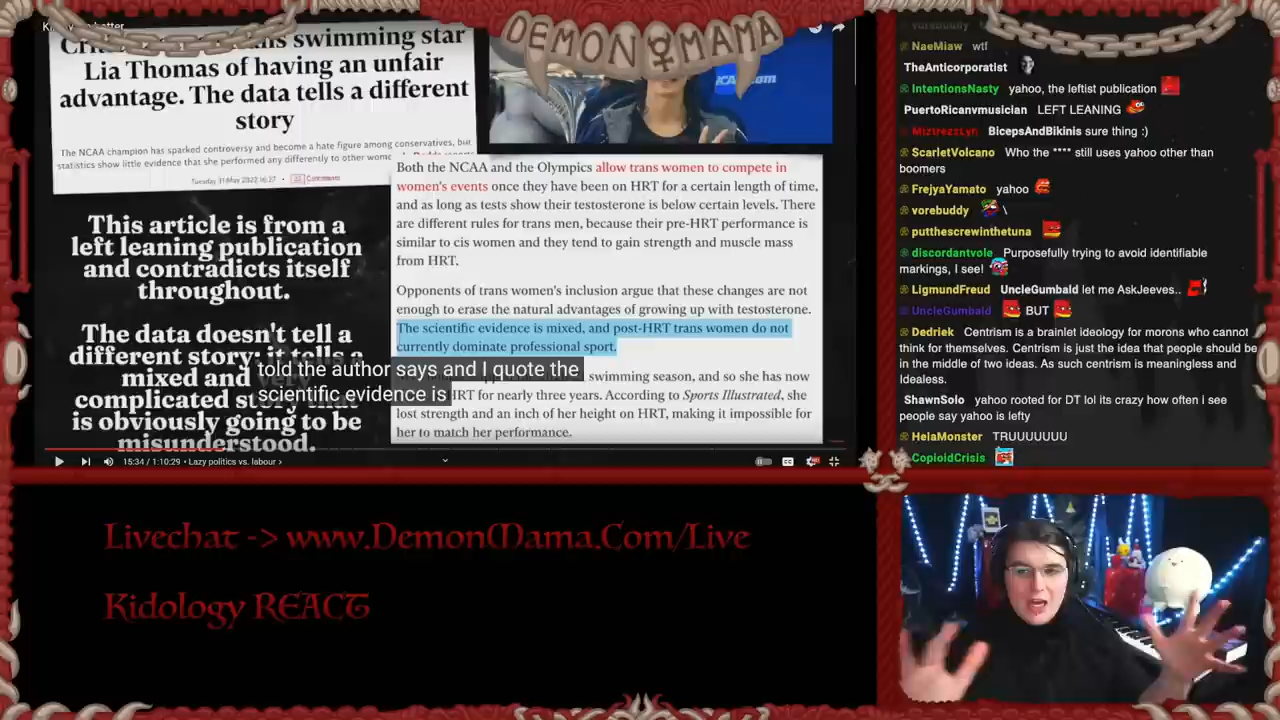 DEMON MAMA
swimming star
Lia Thomas of having an unfair
advantage. The data tells a different
story
The NCAA champion has sparked controversy and become a hate figure among conservatives, but
statistics show little evidence that she performed any differently to other
Tuesday 31 May 2022 16:27 • Comments
This article is from a
left leaning publication
and contradicts itself
throughout.
The data doesn't tell a
different story; it tells a
mixed and very
complicated story that
is obviously going to be
misunderstood.
Both the NCAA and the Olympics allow trans women to compete in
women's events once they have been on HRT for a certain length of time,
and as long as tests show their testosterone is below certain levels. There
are different rules for trans men, because their pre-HRT performance is
similar to cis women and they tend to gain strength and muscle mass
from HRT.
Opponents of trans women's inclusion argue that these changes are not
enough to erase the natural advantages of growing up with testosterone.
The scientific evidence is mixed, and post-HRT trans women do not
currently dominate professional sport.
swimming season, and so she has now
HRT for nearly three years. According to Sports Illustrated, she
lost strength and an inch of her height on HRT, making it impossible for
her to match her performance.
told the author says and I quote the
scientific evidence is
15:34 / 1:10:29 • Lazy politics vs. labour >
vorebuddy
NaeMiaw wtf
TheAnticorporatist
IntentionsNasty yahoo, the leftist publication
PuertoRicanvmusician LEFT LEANING
MiztrezzLyn BicepsAndBikinis sure thing :)
ScarletVolcano Who the **** still uses yahoo other than
boomers
FrejyaYamato yahoo
vorebuddy \
putthescrewinthetuna
discordantvole Purposefully trying to avoid identifiable
markings, I see!
LigmundFreud UncleGumbald let me AskJeeves..
UncleGumbald BUT
Dedriek Centrism is a brainlet ideology for morons who cannot
think for themselves. Centrism is just the idea that people should be
in the middle of two ideas. As such centrism is meaningless and
Idealess.
ShawnSolo yahoo rooted for DT lol its crazy how often i see
people say yahoo is lefty
HelaMonster TRUUUUUUU
CopioidCrisis
Livechat -> www.DemonMama.Com/Live
Kidology REACT